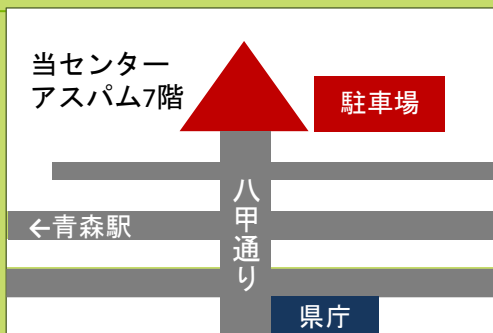 当センター
アスパム7階
駐車場
八甲通り
←青森駅
県庁